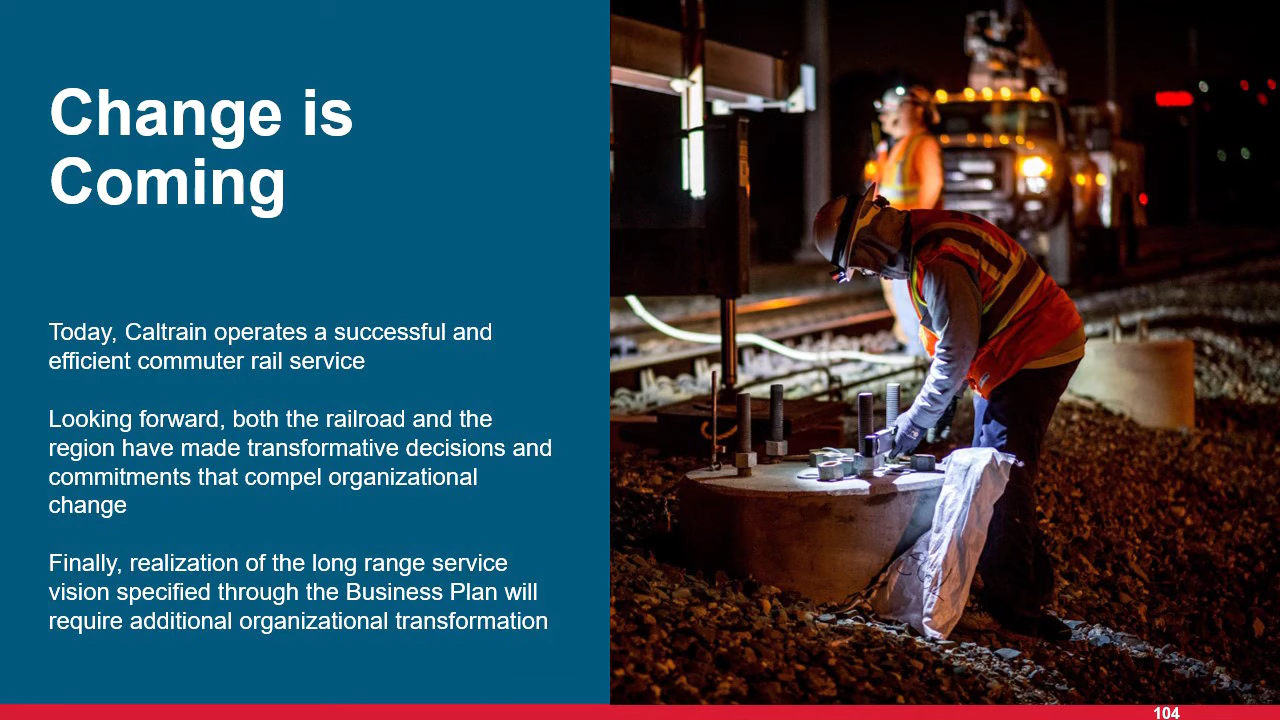 Change is
Coming
Today, Caltrain operates a successful and
efficient commuter rail service
Looking forward, both the railroad and the
region have made transformative decisions and
commitments that compel organizational
change
Finally, realization of the long range service
vision specified through the Business Plan will
require additional organizational transformation
104